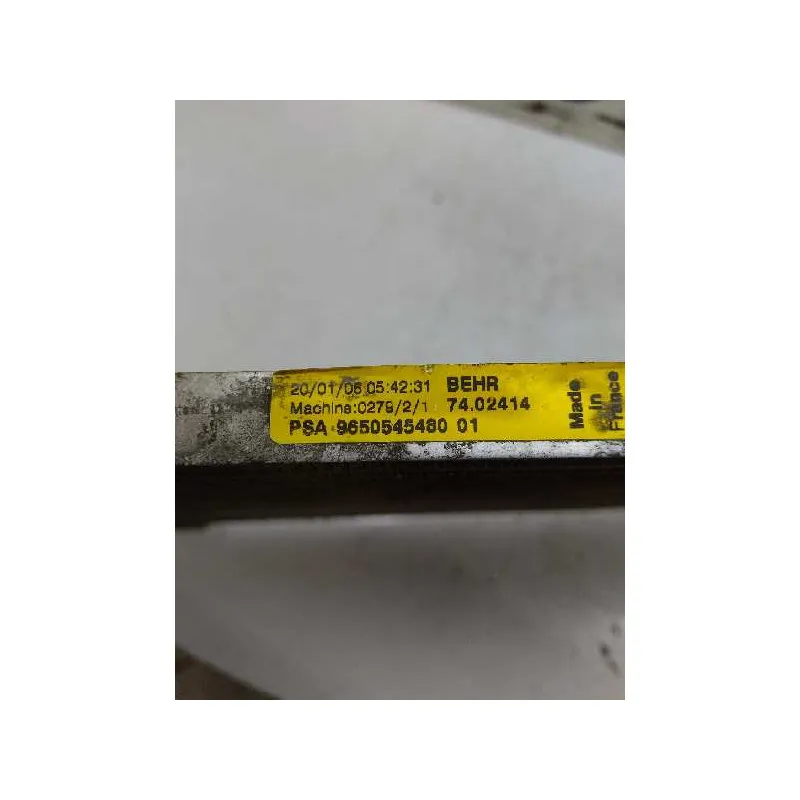 20/01/06 05:42:31 BEHR
Machine:0279/2/1 74.02414
PSA 9650545480 01
Made
in
France